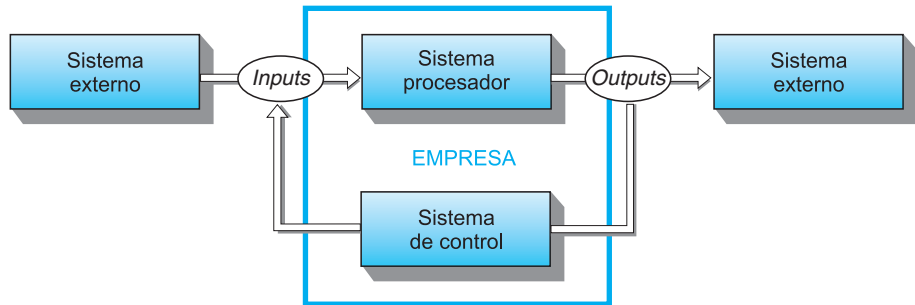 Sistema
externo
Inputs
Sistema
procesador
Outputs
Sistema
externo
EMPRESA
Sistema
de control